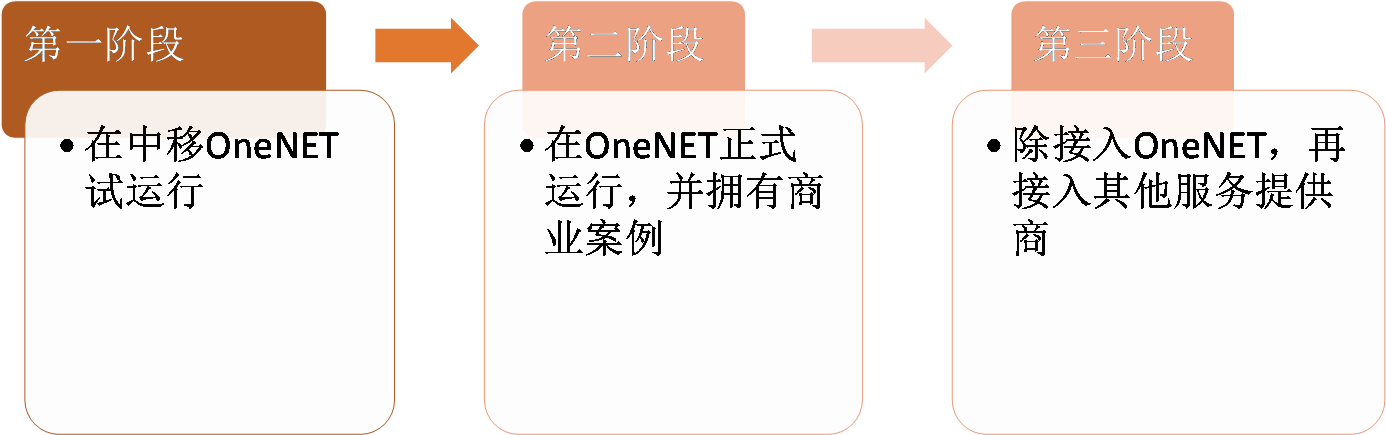 第一阶段
• 在中移OneNET
试运行
第二阶段
• 在OneNET正式
运行，并拥有商
业案例
第三阶段
• 除接入OneNET，再
接入其他服务提供
商